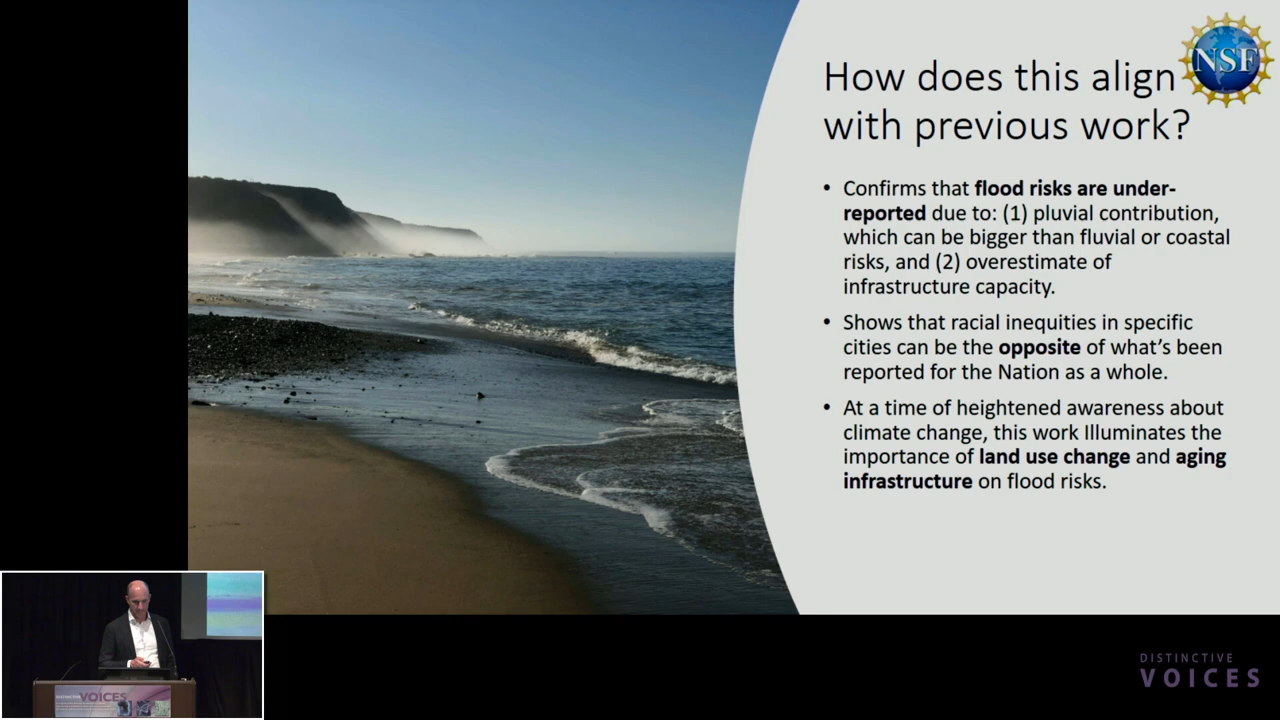 How does this align
with previous work?
NSF
• Confirms that flood risks are under-
reported due to: (1) pluvial contribution,
which can be bigger than fluvial or coastal
risks, and (2) overestimate of
infrastructure capacity.
• Shows that racial inequities in specific
cities can be the opposite of what's been
reported for the Nation as a whole.
• At a time of heightened awareness about
climate change, this work Illuminates the
importance of land use change and aging
infrastructure on flood risks.
DISTINCTIVE VOICES
DISTINCTIVE
VOICES